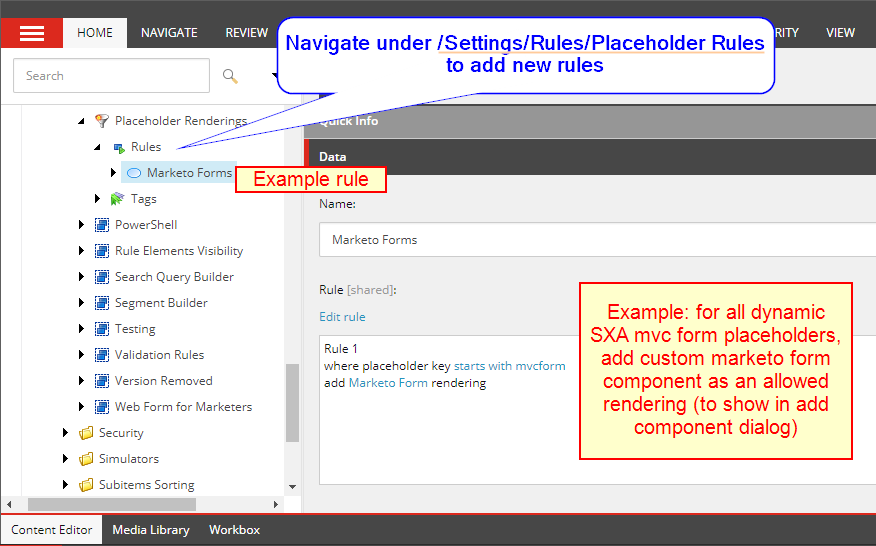 HOME NAVIGATE REVIEW VIEW
Navigate under /Settings/Rules/Placeholder Rules
to add new rules
Search
Placeholder Renderings
Rules
Marketo Forms
Example rule
Tags
PowerShell
Rule Elements Visibility
Search Query Builder
Segment Builder
Testing
Validation Rules
Version Removed
Web Form for Marketers
Security
Simulators
Subitems Sorting
Quick Info
Data
Name:
Marketo Forms
Rule [shared]:
Edit rule
Rule 1
where placeholder key starts with mvcform
add Marketo Form rendering
Example: for all dynamic
SXA mvc form placeholders,
add custom marketo form
component as an allowed
rendering (to show in add
component dialog)
Content Editor Media Library Workbox